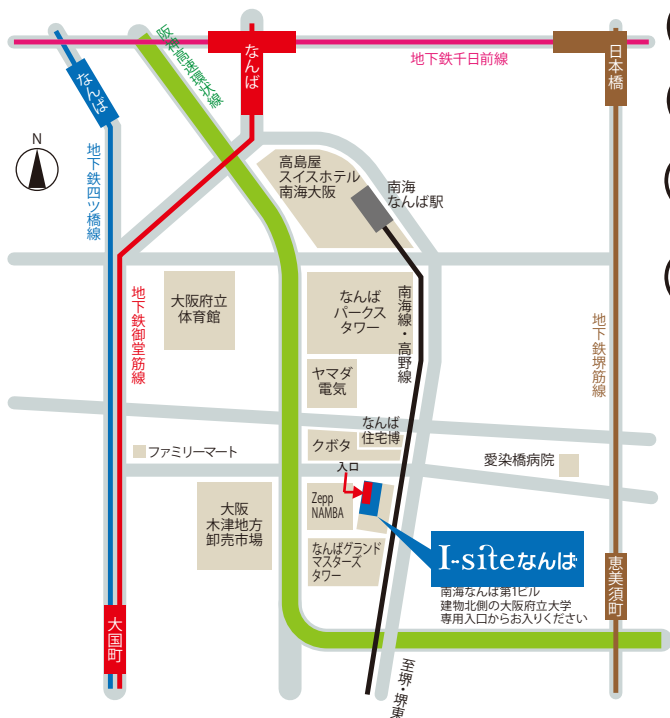 阪神高速環状線
なんば
なんば
地下鉄千日前線
日本橋
N
地下鉄四ツ橋線
高島屋
スイスホテル
南海大阪
南海
なんば駅
大阪府立
体育館
なんば
パークス
タワー
南海線・高野線
地下鉄御堂筋線
地下鉄堺筋線
ヤマダ
電気
なんば
住宅博
クボタ
ファミリーマート
入口
愛染橋病院
大阪
木津地方
卸売市場
Zepp
NAMBA
I-siteなんば
なんばグランド
マスターズ
タワー
南海なんば第1ビル
建物北側の大阪府立大学
専用入口からお入りください
恵美須町
大国町
至堺・堺東